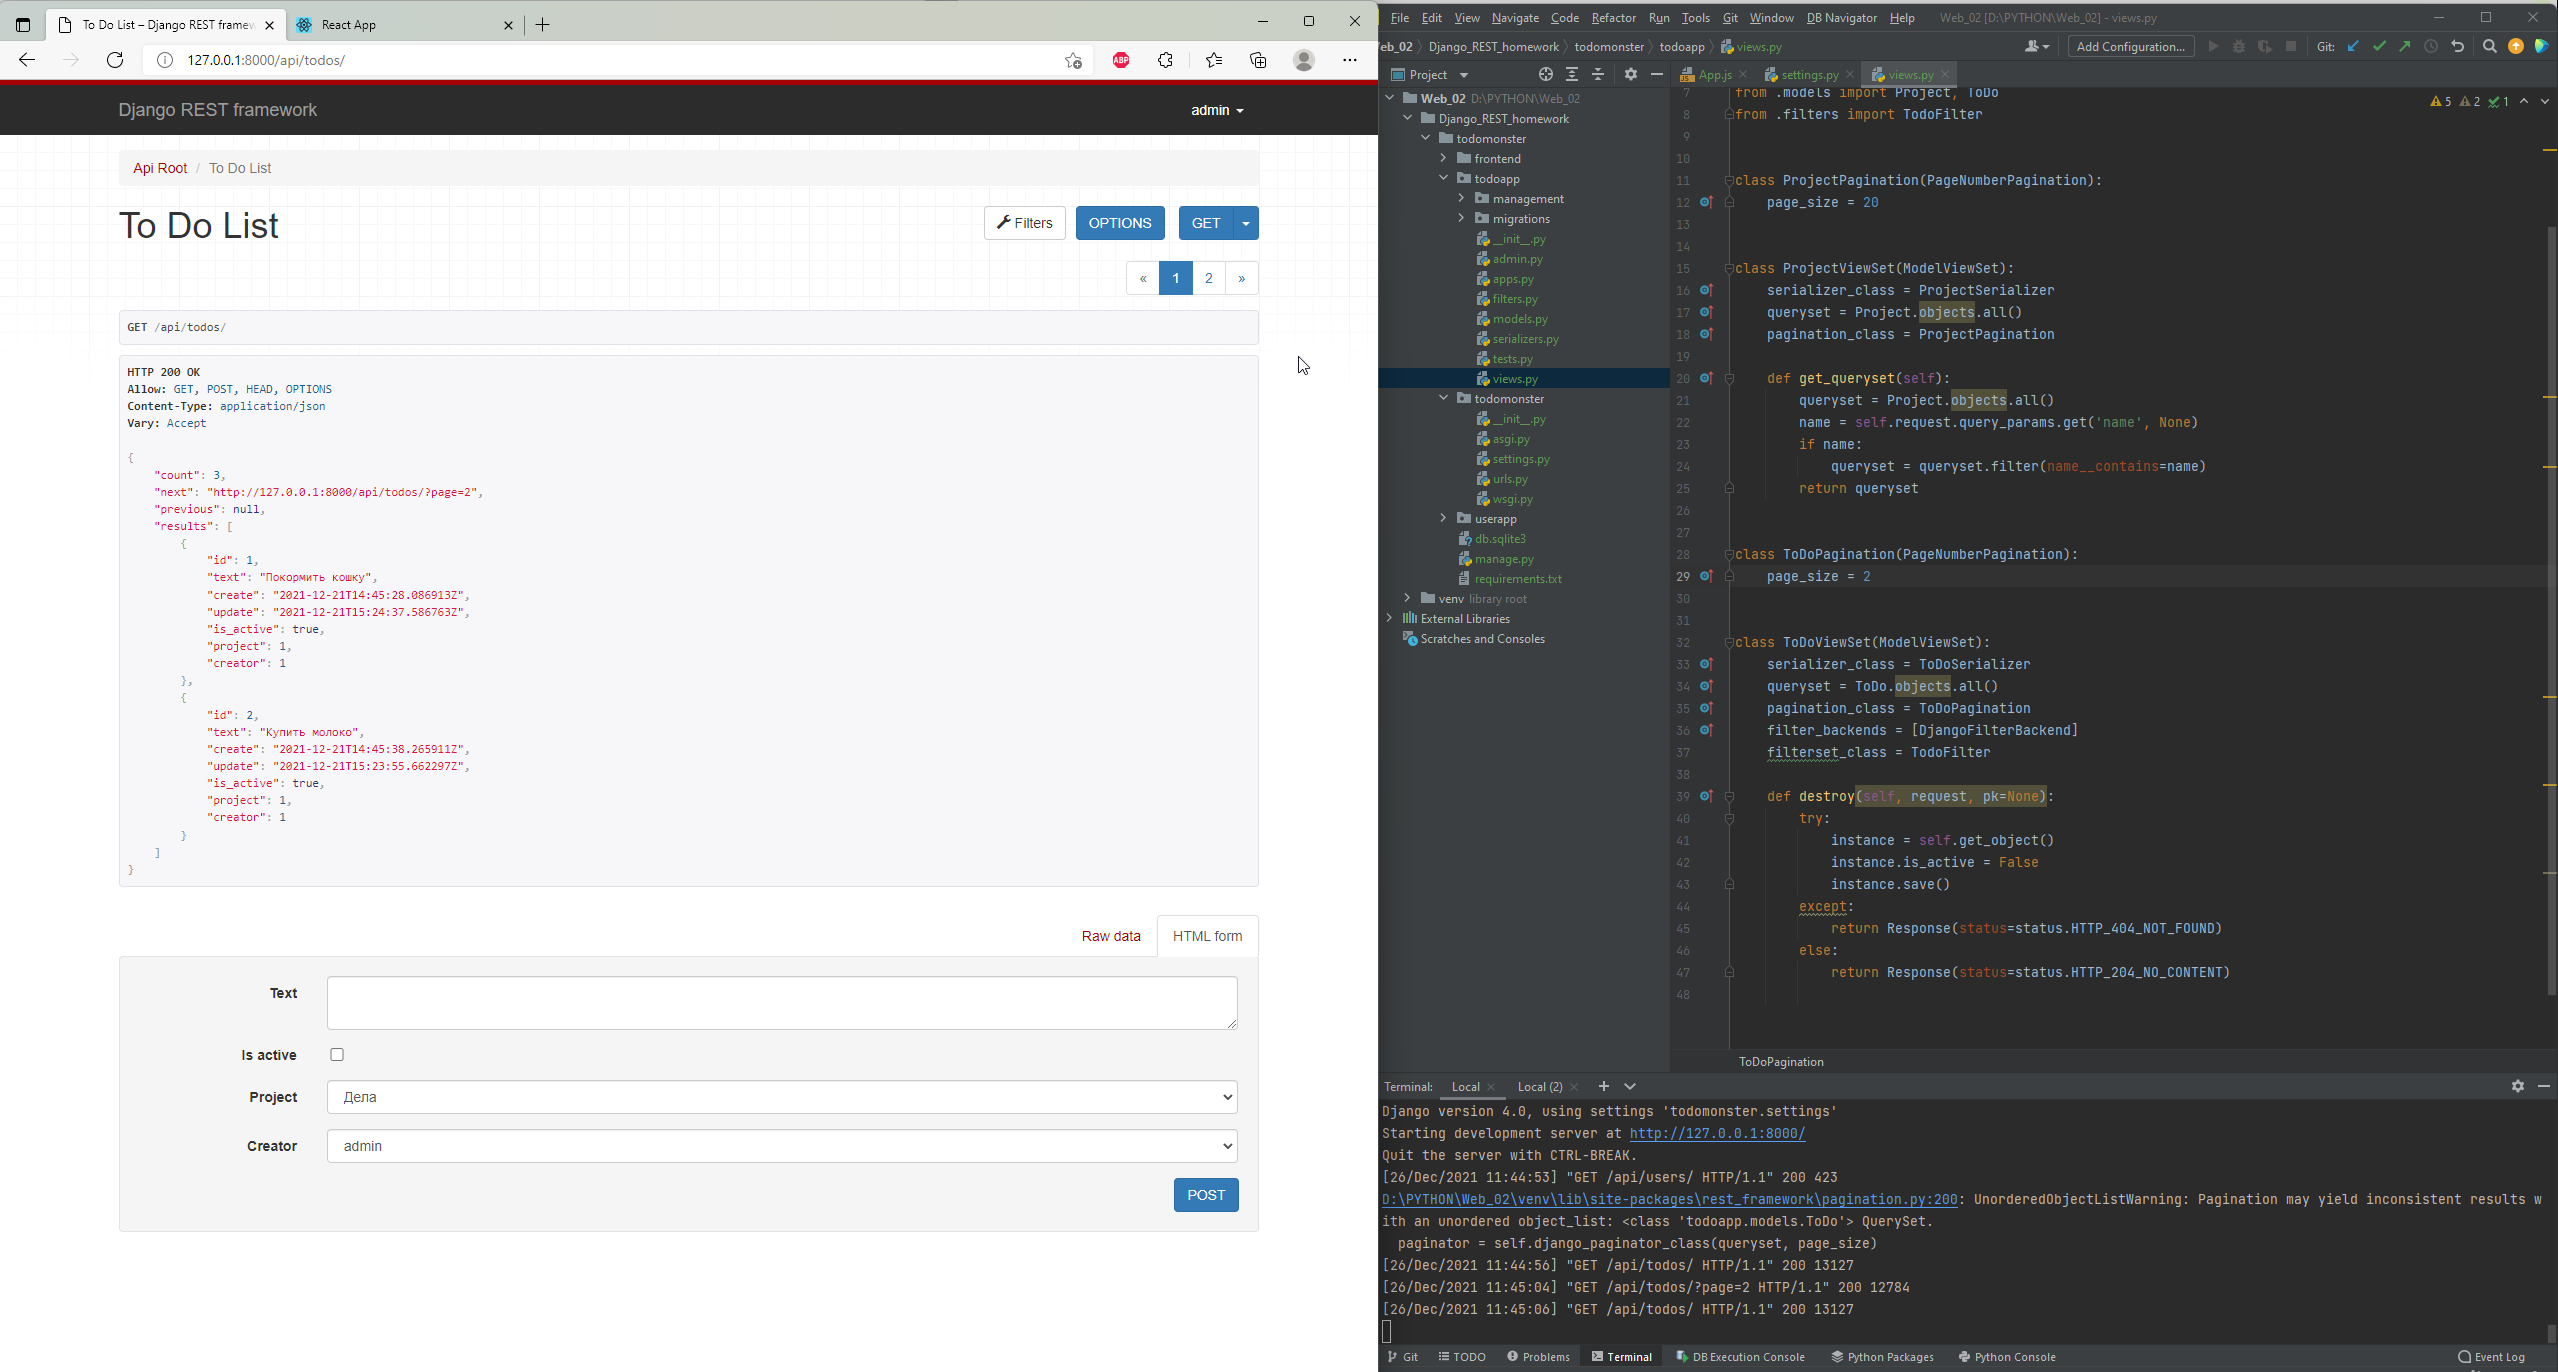 To Do List – Django REST framew
React App
127.0.0.1:8000/api/todos/
ABP
Django REST framework
admin
Api Root / To Do List
To Do List
Filters
OPTIONS
GET
« 1 2 »
GET /api/todos/
HTTP 200 OK
Allow: GET, POST, HEAD, OPTIONS
Content-Type: application/json
Vary: Accept
{
"count": 3,
"next": "http://127.0.0.1:8000/api/todos/?page=2",
"previous": null,
"results": [
{
"id": 1,
"text": "Покормить кошку",
"create": "2021-12-21T14:45:28.086913Z",
"update": "2021-12-21T15:24:37.586763Z",
"is_active": true,
"project": 1,
"creator": 1
},
{
"id": 2,
"text": "Купить молоко",
"create": "2021-12-21T14:45:38.265911Z",
"update": "2021-12-21T15:23:55.662297Z",
"is_active": true,
"project": 1,
"creator": 1
}
]
}
Raw data
HTML form
Text
Is active
Project
Дела
Creator
admin
POST
File Edit View Navigate Code Refactor Run Tools Git Window DB Navigator Help Web_02 [D:\PYTHON\Web_02] - views.py
eb_02 Django_REST_homework todomonster todoapp views.py
Add Configuration...
Git:
Project
App.js
settings.py
views.py
Web_02 D:\PYTHON\Web_02
Django_REST_homework
todomonster
frontend
todoapp
management
migrations
__init__.py
admin.py
apps.py
filters.py
models.py
serializers.py
tests.py
views.py
todomonster
__init__.py
asgi.py
settings.py
urls.py
wsgi.py
userapp
db.sqlite3
manage.py
requirements.txt
venv library root
External Libraries
Scratches and Consoles
5 2 1
7 from .models import Project, ToDo
8 from .filters import TodoFilter
9
10
11 class ProjectPagination(PageNumberPagination):
12 page_size = 20
13
14
15 class ProjectViewSet(ModelViewSet):
16 serializer_class = ProjectSerializer
17 queryset = Project.objects.all()
18 pagination_class = ProjectPagination
19
20 def get_queryset(self):
21 queryset = Project.objects.all()
22 name = self.request.query_params.get('name', None)
23 if name:
24 queryset = queryset.filter(name__contains=name)
25 return queryset
26
27
28 class ToDoPagination(PageNumberPagination):
29 page_size = 2
30
31
32 class ToDoViewSet(ModelViewSet):
33 serializer_class = ToDoSerializer
34 queryset = ToDo.objects.all()
35 pagination_class = ToDoPagination
36 filter_backends = [DjangoFilterBackend]
37 filterset_class = TodoFilter
38
39 def destroy(self, request, pk=None):
40 try:
41 instance = self.get_object()
42 instance.is_active = False
43 instance.save()
44 except:
45 return Response(status=status.HTTP_404_NOT_FOUND)
46 else:
47 return Response(status=status.HTTP_204_NO_CONTENT)
48
ToDoPagination
Terminal: Local Local (2)
Django version 4.0, using settings 'todomonster.settings'
Starting development server at http://127.0.0.1:8000/
Quit the server with CTRL-BREAK.
[26/Dec/2021 11:44:53] "GET /api/users/ HTTP/1.1" 200 423
D:\PYTHON\Web_02\venv\lib\site-packages\rest_framework\pagination.py:200: UnorderedObjectListWarning: Pagination may yield inconsistent results w
ith an unordered object_list: <class 'todoapp.models.ToDo'> QuerySet.
paginator = self.django_paginator_class(queryset, page_size)
[26/Dec/2021 11:44:56] "GET /api/todos/ HTTP/1.1" 200 13127
[26/Dec/2021 11:45:04] "GET /api/todos/?page=2 HTTP/1.1" 200 12784
[26/Dec/2021 11:45:06] "GET /api/todos/ HTTP/1.1" 200 13127
Git TODO Problems Terminal DB Execution Console Python Packages Python Console Event Log